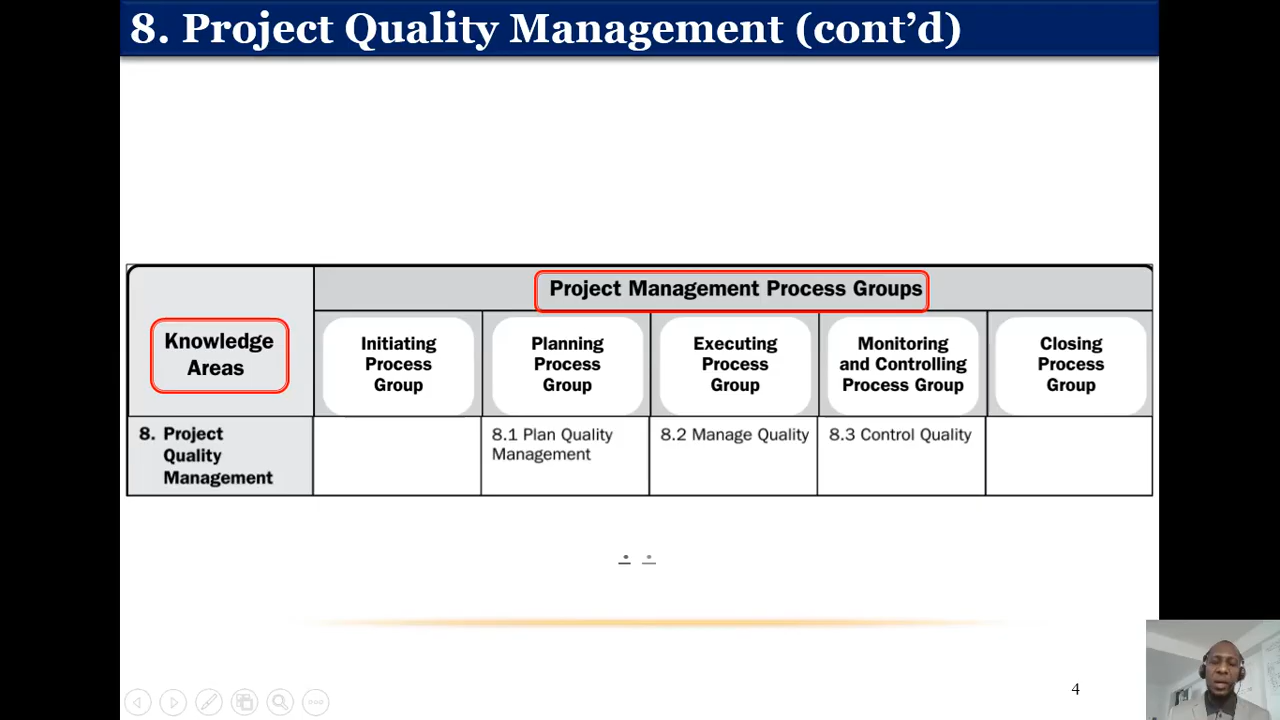 8. Project Quality Management (cont’d)
Project Management Process Groups
Knowledge
Areas
Initiating
Process
Group
Planning
Process
Group
Executing
Process
Group
Monitoring
and Controlling
Process Group
Closing
Process
Group
8. Project
Quality
Management
8.1 Plan Quality
Management
8.2 Manage Quality
8.3 Control Quality
4